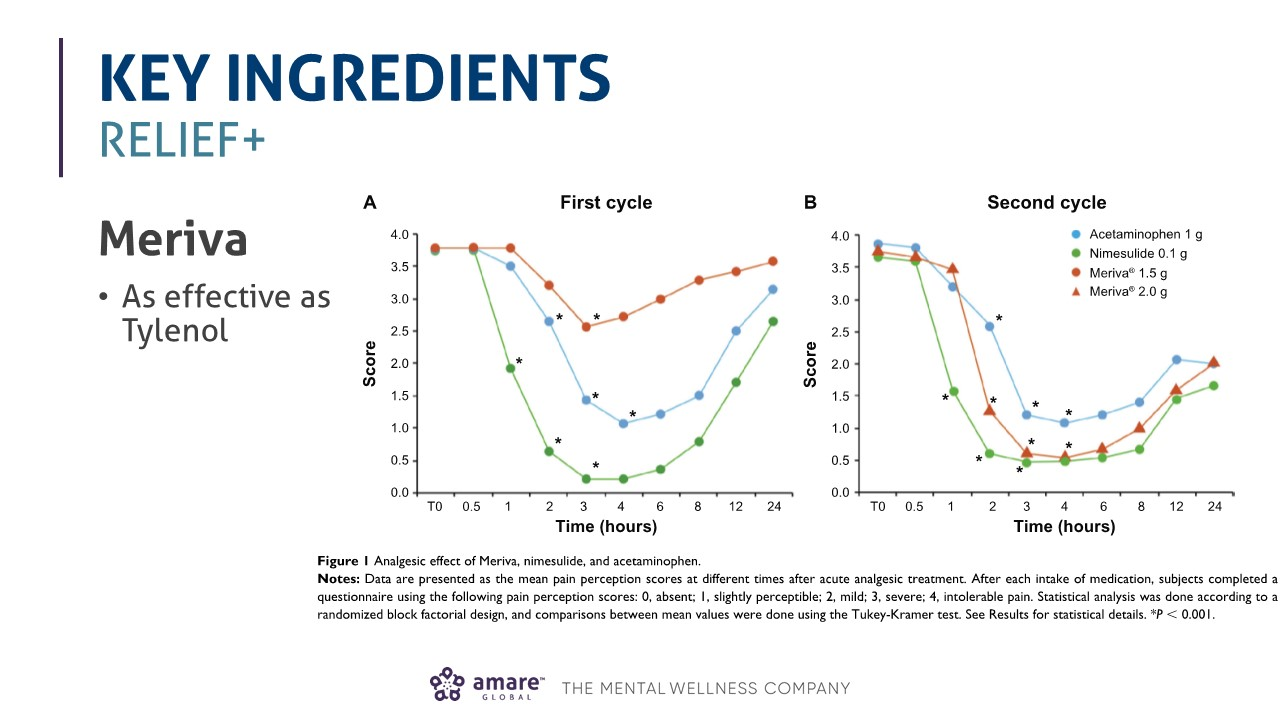 KEY INGREDIENTS
RELIEF+
Meriva
• As effective as
Tylenol
A
First cycle
4.0
3.5
3.0
2.5
2.0
1.5
1.0
0.5
0.0
Score
T0 0.5 1 2 3 4 6 8 12 24
Time (hours)
* * * * * * * *
B
Second cycle
Acetaminophen 1 g
Nimesulide 0.1 g
Meriva® 1.5 g
Meriva® 2.0 g
4.0
3.5
3.0
2.5
2.0
1.5
1.0
0.5
0.0
Score
T0 0.5 1 2 3 4 6 8 12 24
Time (hours)
* * * * * * * * *
Figure 1 Analgesic effect of Meriva, nimesulide, and acetaminophen.
Notes: Data are presented as the mean pain perception scores at different times after acute analgesic treatment. After each intake of medication, subjects completed a
questionnaire using the following pain perception scores: 0, absent; 1, slightly perceptible; 2, mild; 3, severe; 4, intolerable pain. Statistical analysis was done according to a
randomized block factorial design, and comparisons between mean values were done using the Tukey-Kramer test. See Results for statistical details. *P < 0.001.
amare™
GLOBAL
THE MENTAL WELLNESS COMPANY